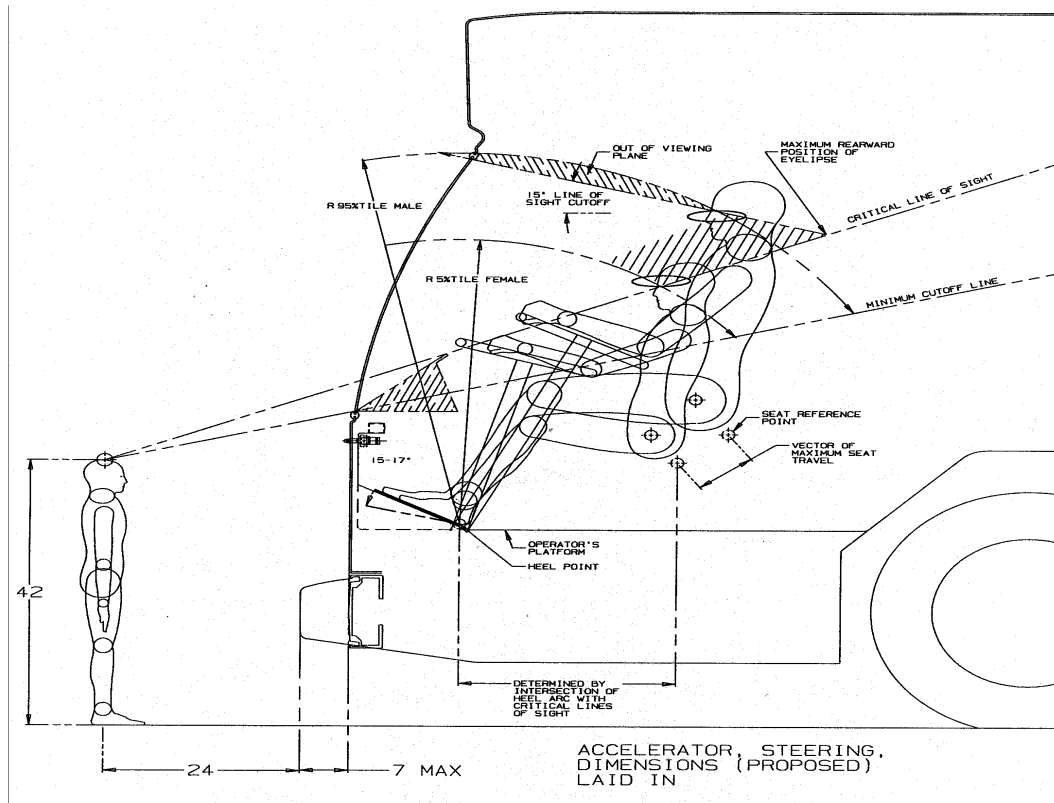 OUT OF VIEWING
PLANE
MAXIMUM REARWARD
POSITION OF
EYELIPSE
15° LINE OF
SIGHT CUTOFF
R 95%TILE MALE
CRITICAL LINE OF SIGHT
R 5%TILE FEMALE
MINIMUM CUTOFF LINE
SEAT REFERENCE
POINT
VECTOR OF
MAXIMUM SEAT
TRAVEL
15-17°
OPERATOR'S
PLATFORM
HEEL POINT
42
DETERMINED BY
INTERSECTION OF
HEEL ARC WITH
CRITICAL LINES
OF SIGHT
24
7 MAX
ACCELERATOR, STEERING,
DIMENSIONS (PROPOSED)
LAID IN